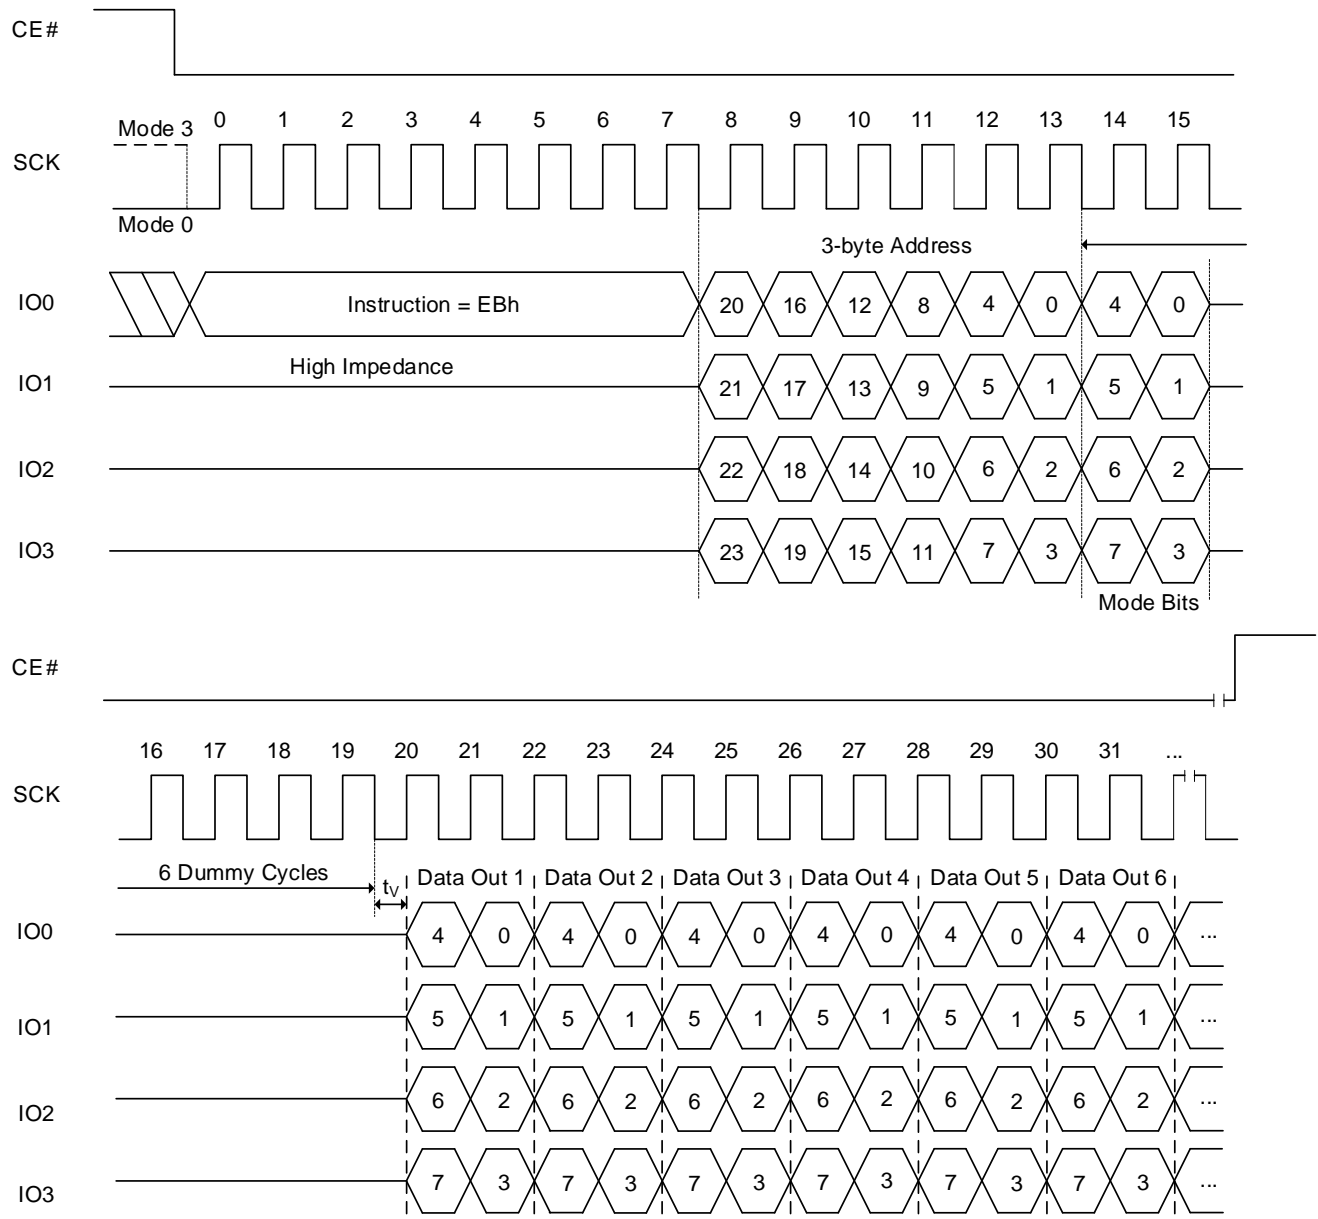 CE#
Mode 3 0 1 2 3 4 5 6 7 8 9 10 11 12 13 14 15
SCK
Mode 0
3-byte Address
IO0 Instruction = EBh 20 16 12 8 4 0 4 0
High Impedance
IO1 21 17 13 9 5 1 5 1
IO2 22 18 14 10 6 2 6 2
IO3 23 19 15 11 7 3 7 3
Mode Bits
CE#
16 17 18 19 20 21 22 23 24 25 26 27 28 29 30 31 ...
SCK
6 Dummy Cycles tV Data Out 1 Data Out 2 Data Out 3 Data Out 4 Data Out 5 Data Out 6
IO0 4 0 4 0 4 0 4 0 4 0 4 0 ...
IO1 5 1 5 1 5 1 5 1 5 1 5 1 ...
IO2 6 2 6 2 6 2 6 2 6 2 6 2 ...
IO3 7 3 7 3 7 3 7 3 7 3 7 3 ...